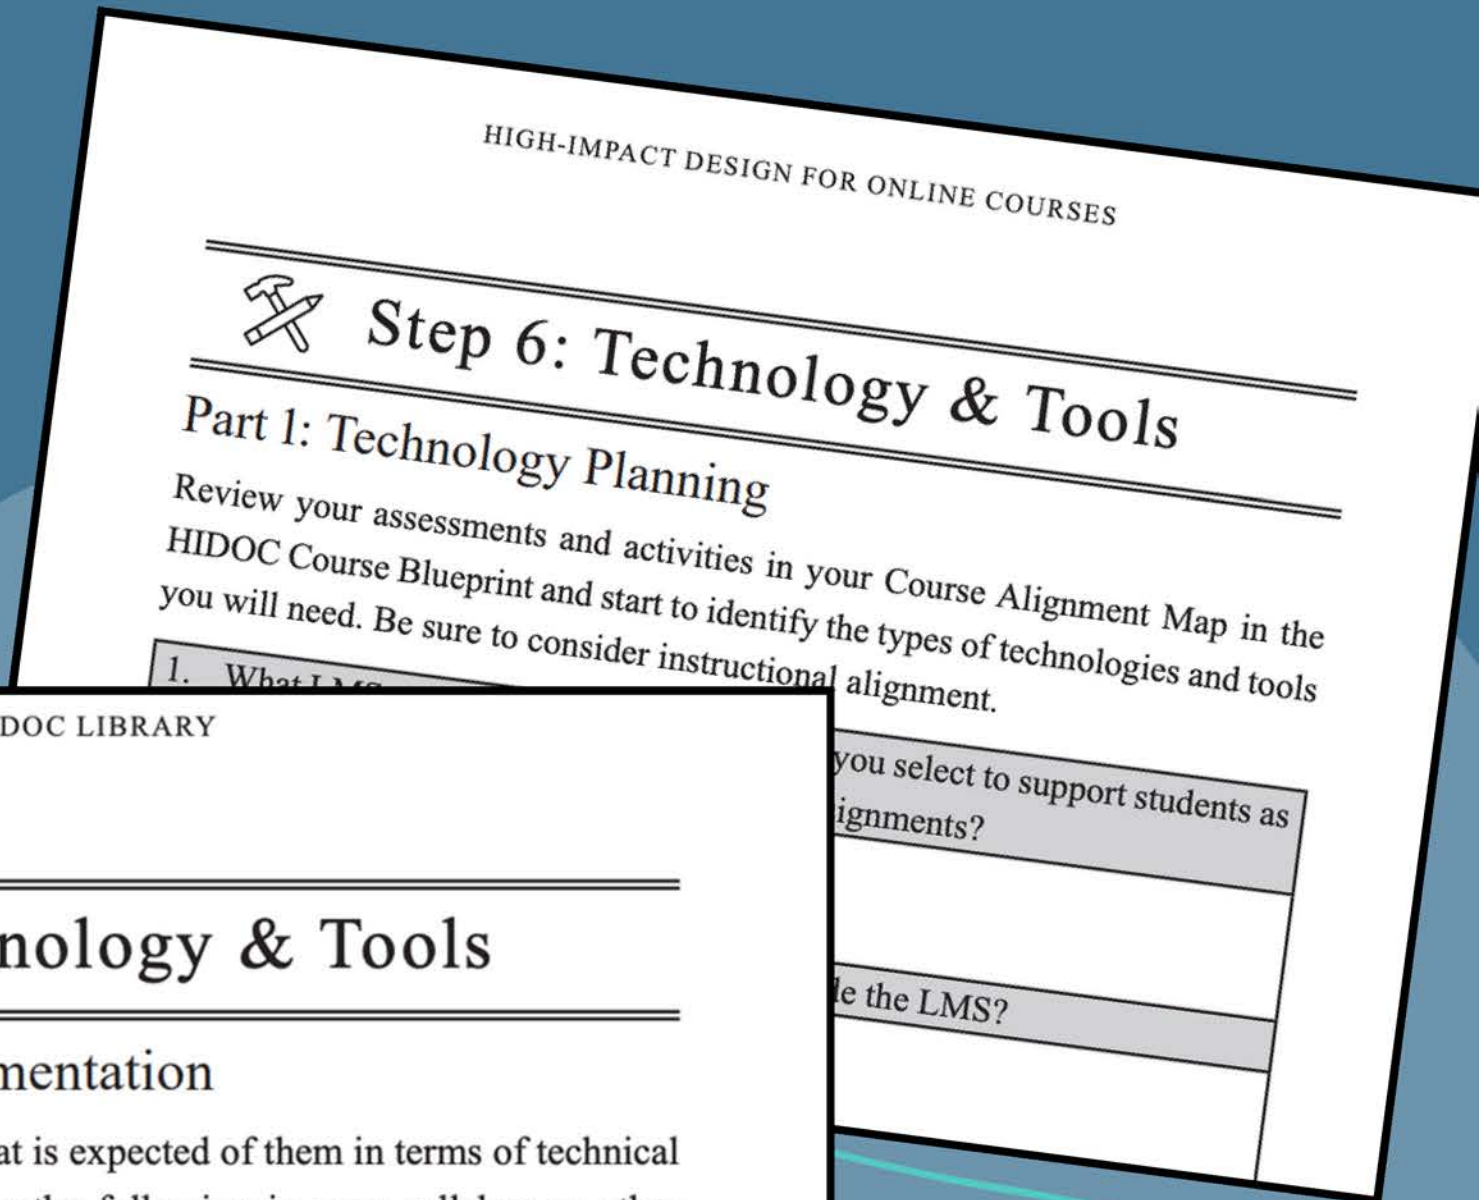 HIGH-IMPACT DESIGN FOR ONLINE COURSES
Step 6: Technology & Tools
Part 1: Technology Planning
Review your assessments and activities in your Course Alignment Map in the
HIDOC Course Blueprint and start to identify the types of technologies and tools
you will need. Be sure to consider instructional alignment.
1. What LMS
you select to support students as
ignments?
le the LMS?
DOC LIBRARY
nology & Tools
mentation
at is expected of them in terms of technical